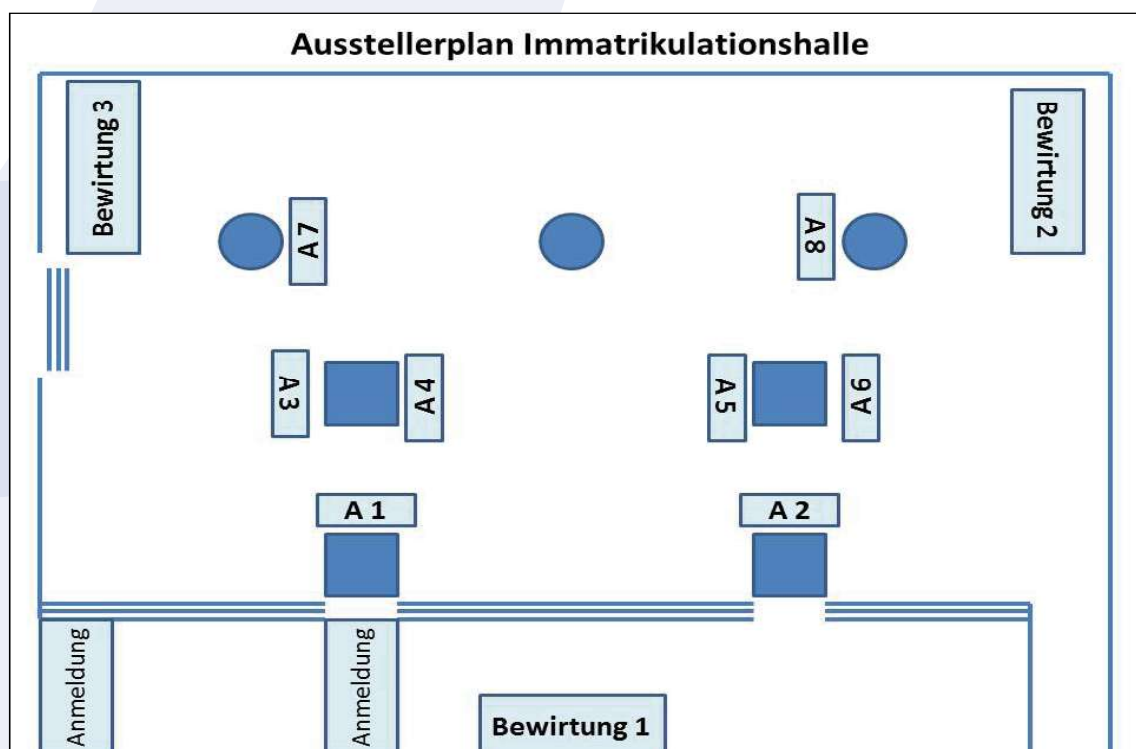 Ausstellerplan Immatrikulationshalle
Bewirtung 3
Bewirtung 2
A 7
A 8
A 3
A 4
A 5
A 6
A 1
A 2
Anmeldung
Anmeldung
Bewirtung 1